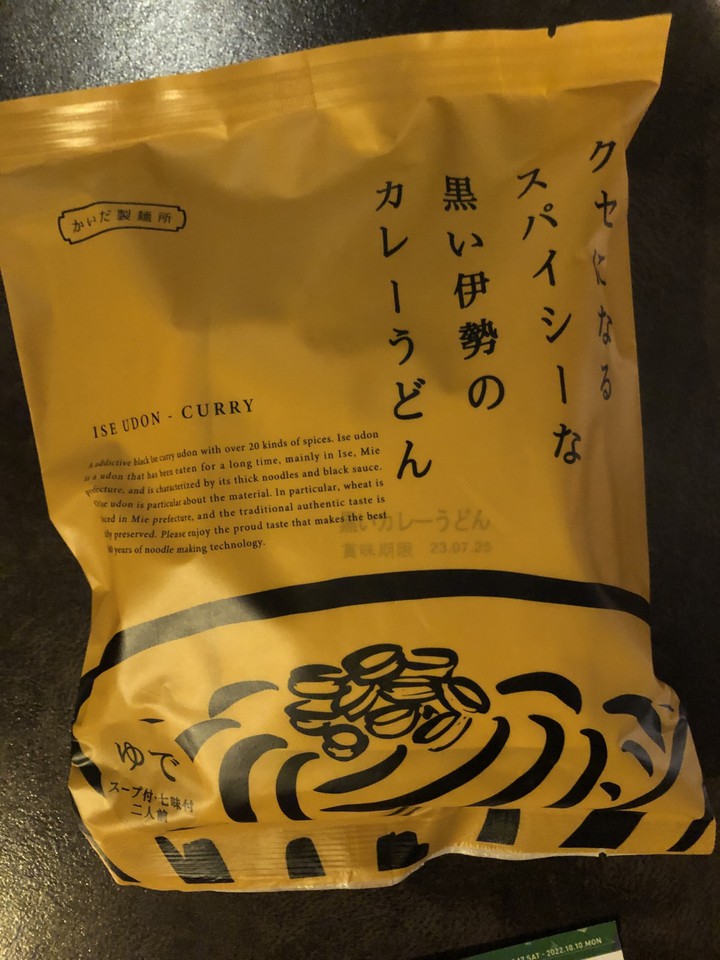 クセになる
スパイシーな
黒い伊勢の
カレーうどん
かいだ製麺所
ISE UDON - CURRY
A addictive black Ise curry udon with over 20 kinds of spices. Ise udon
is a udon that has been eaten for a long time, mainly in Ise, Mie
prefecture, and is characterized by its thick noodles and black sauce.
Ise udon is particular about the material. In particular, wheat is
in Mie prefecture, and the traditional authentic taste is
preserved. Please enjoy the proud taste that makes the best
years of noodle making technology.
黒いカレーうどん
賞味期限 23.07.25
ゆで
スープ付・七味付
二人前
SAT - 2022.10.10 MON